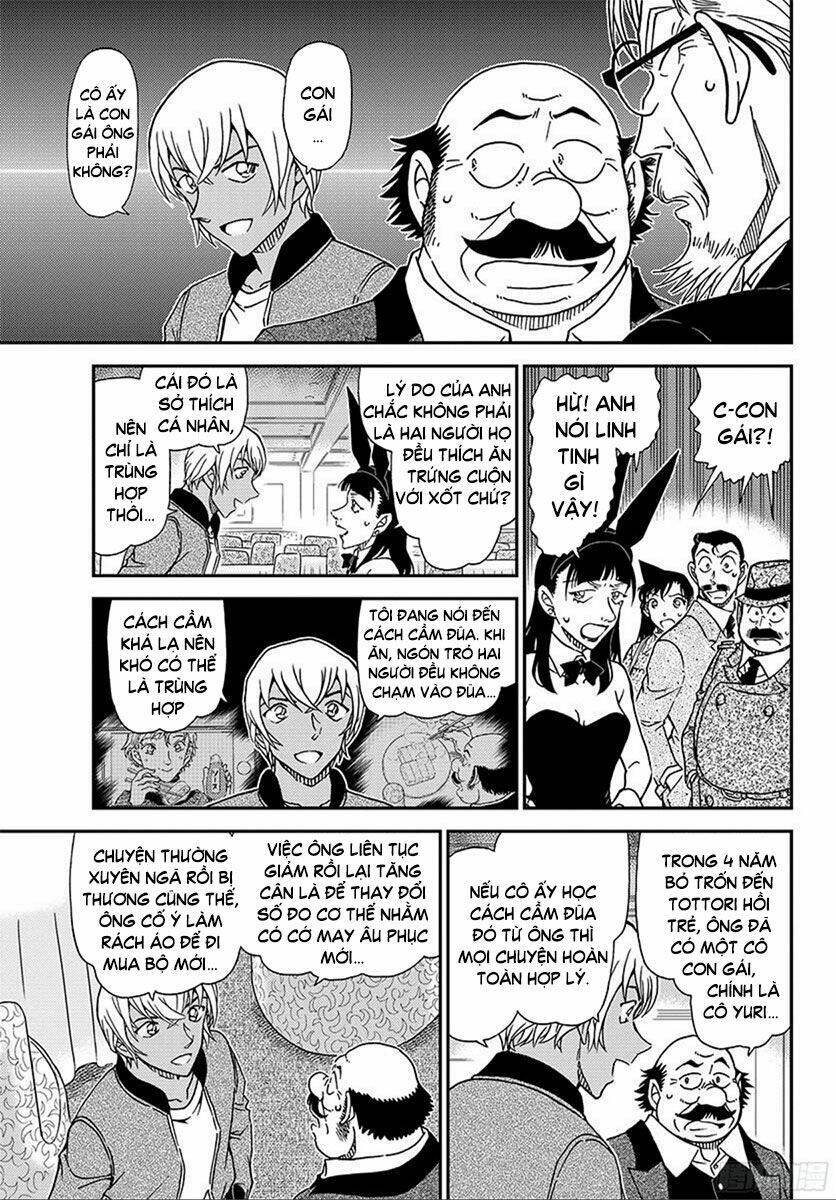 CON
GÁI
...
CÔ ẤY
LÀ CON
GÁI ÔNG
PHẢI
KHÔNG?
C-CON
GÁI?!
HỪ! ANH
NÓI LINH
TINH
GÌ
VẬY!
LÝ DO CỦA ANH
CHẮC KHÔNG PHẢI
LÀ HAI NGƯỜI HỌ
ĐỀU THÍCH ĂN
TRỨNG CUỘN
VỚI XỐT CHỨ?
CÁI ĐÓ LÀ
SỞ THÍCH
CÁ NHÂN,
NÊN
CHỈ LÀ
TRÙNG
HỢP
THÔI...
TÔI ĐANG NÓI ĐẾN
CÁCH CẦM ĐŨA. KHI
ĂN, NGÓN TRỎ HAI
NGƯỜI ĐỀU KHÔNG
CHẠM VÀO ĐŨA...
CÁCH CẦM
KHÁ LẠ NÊN
KHÓ CÓ THỂ
LÀ TRÙNG
HỢP
TRONG 4 NĂM
BỎ TRỐN ĐẾN
TOTTORI HỒI
TRẺ, ÔNG ĐÃ
CÓ MỘT CÔ
CON GÁI,
CHÍNH LÀ
CÔ YURI...
NẾU CÔ ẤY HỌC
CÁCH CẦM ĐŨA
ĐÓ TỪ ÔNG THÌ
MỌI CHUYỆN HOÀN
TOÀN HỢP LÝ.
VIỆC ÔNG LIÊN TỤC
GIẢM RỒI LẠI TĂNG
CÂN LÀ ĐỂ THAY ĐỔI
SỐ ĐO CƠ THỂ NHẰM
CÓ CỚ MAY ÂU PHỤC
MỚI...
CHUYỆN THƯỜNG
XUYÊN NGÃ RỒI BỊ
THƯƠNG CŨNG THẾ,
ÔNG CỐ Ý LÀM
RÁCH ÁO ĐỂ ĐI
MUA BỘ MỚI...